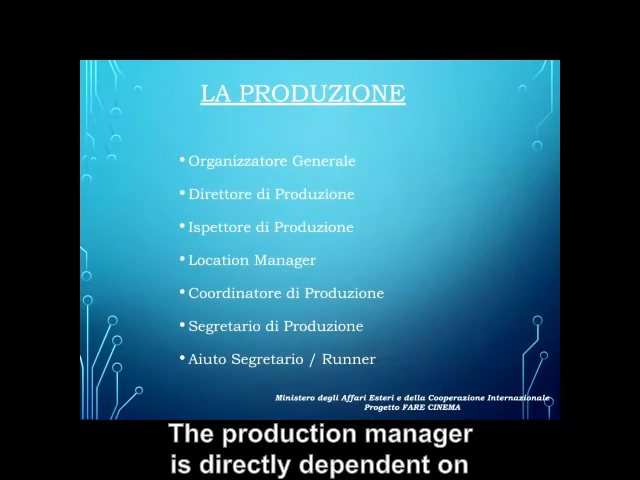 LA PRODUZIONE
• Organizzatore Generale
• Direttore di Produzione
• Ispettore di Produzione
• Location Manager
• Coordinatore di Produzione
• Segretario di Produzione
• Aiuto Segretario / Runner
Ministero degli Affari Esteri e della Cooperazione Internazionale
Progetto FARE CINEMA
The production manager
is directly dependent on